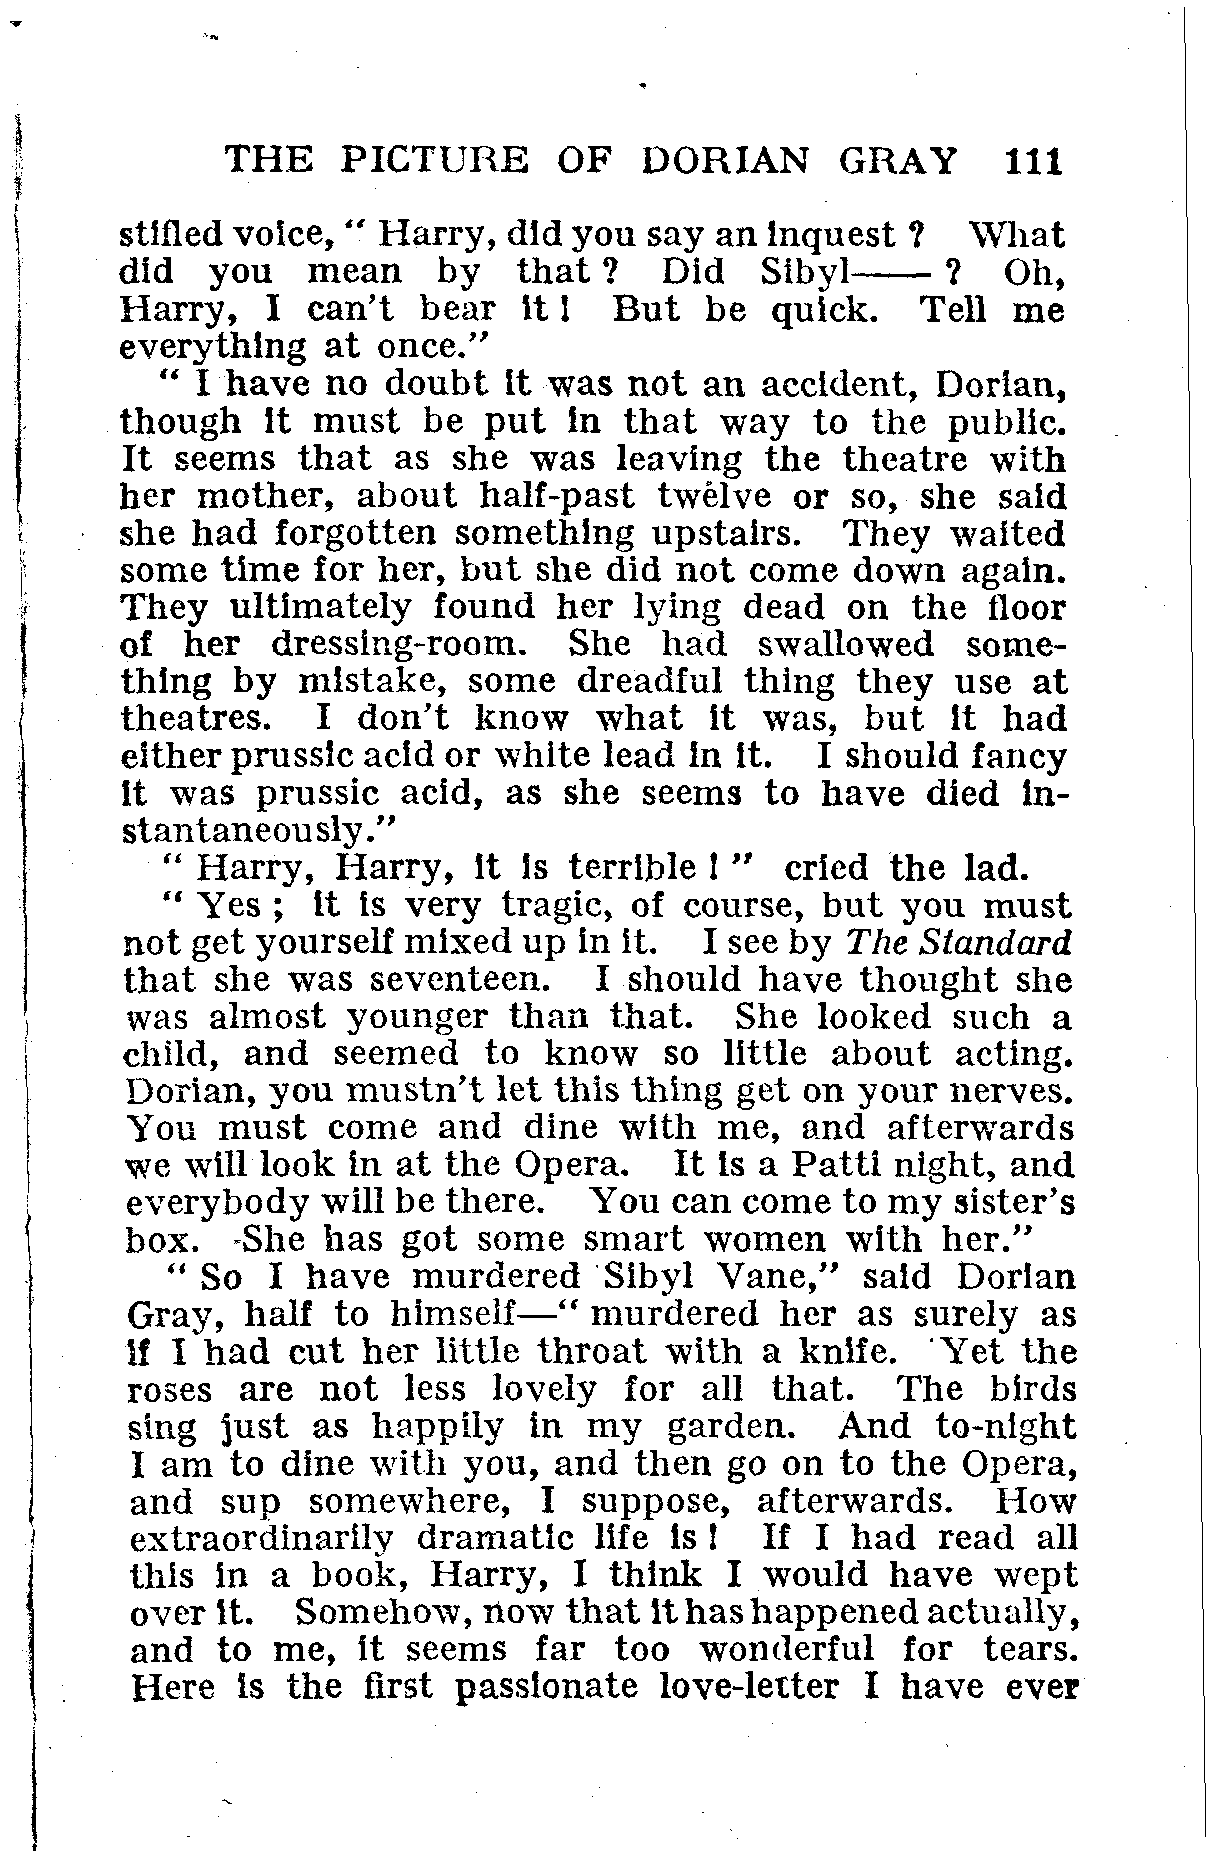 THE PICTURE OF DORIAN GRAY 111
stifled voice, “ Harry, did you say an inquest ? What
did you mean by that ? Did Sibyl—— ? Oh,
Harry, I can't bear it ! But be quick. Tell me
everything at once.”
“ I have no doubt it was not an accident, Dorian,
though it must be put in that way to the public.
It seems that as she was leaving the theatre with
her mother, about half-past twelve or so, she said
she had forgotten something upstairs. They waited
some time for her, but she did not come down again.
They ultimately found her lying dead on the floor
of her dressing-room. She had swallowed some-
thing by mistake, some dreadful thing they use at
theatres. I don't know what it was, but it had
either prussic acid or white lead in it. I should fancy
it was prussic acid, as she seems to have died in-
stantaneously.”
“ Harry, Harry, it is terrible ! ” cried the lad.
“ Yes ; it is very tragic, of course, but you must
not get yourself mixed up in it. I see by The Standard
that she was seventeen. I should have thought she
was almost younger than that. She looked such a
child, and seemed to know so little about acting.
Dorian, you mustn't let this thing get on your nerves.
You must come and dine with me, and afterwards
we will look in at the Opera. It is a Patti night, and
everybody will be there. You can come to my sister's
box. She has got some smart women with her.”
“ So I have murdered Sibyl Vane,” said Dorian
Gray, half to himself—“ murdered her as surely as
if I had cut her little throat with a knife. Yet the
roses are not less lovely for all that. The birds
sing just as happily in my garden. And to-night
I am to dine with you, and then go on to the Opera,
and sup somewhere, I suppose, afterwards. How
extraordinarily dramatic life is ! If I had read all
this in a book, Harry, I think I would have wept
over it. Somehow, now that it has happened actually,
and to me, it seems far too wonderful for tears.
Here is the first passionate love-letter I have ever